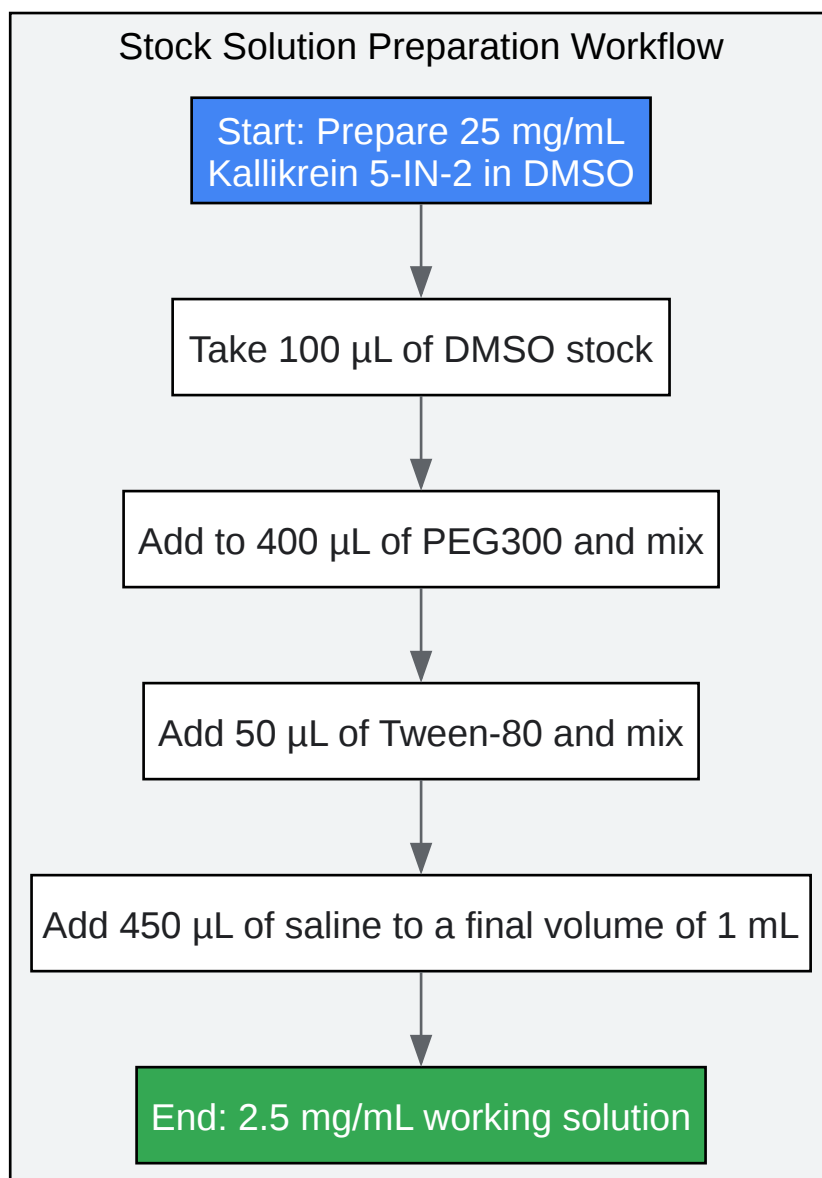 Stock Solution Preparation Workflow
Start: Prepare 25 mg/mL
Kallikrein 5-IN-2 in DMSO
Take 100 µL of DMSO stock
Add to 400 µL of PEG300 and mix
Add 50 µL of Tween-80 and mix
Add 450 µL of saline to a final volume of 1 mL
End: 2.5 mg/mL working solution